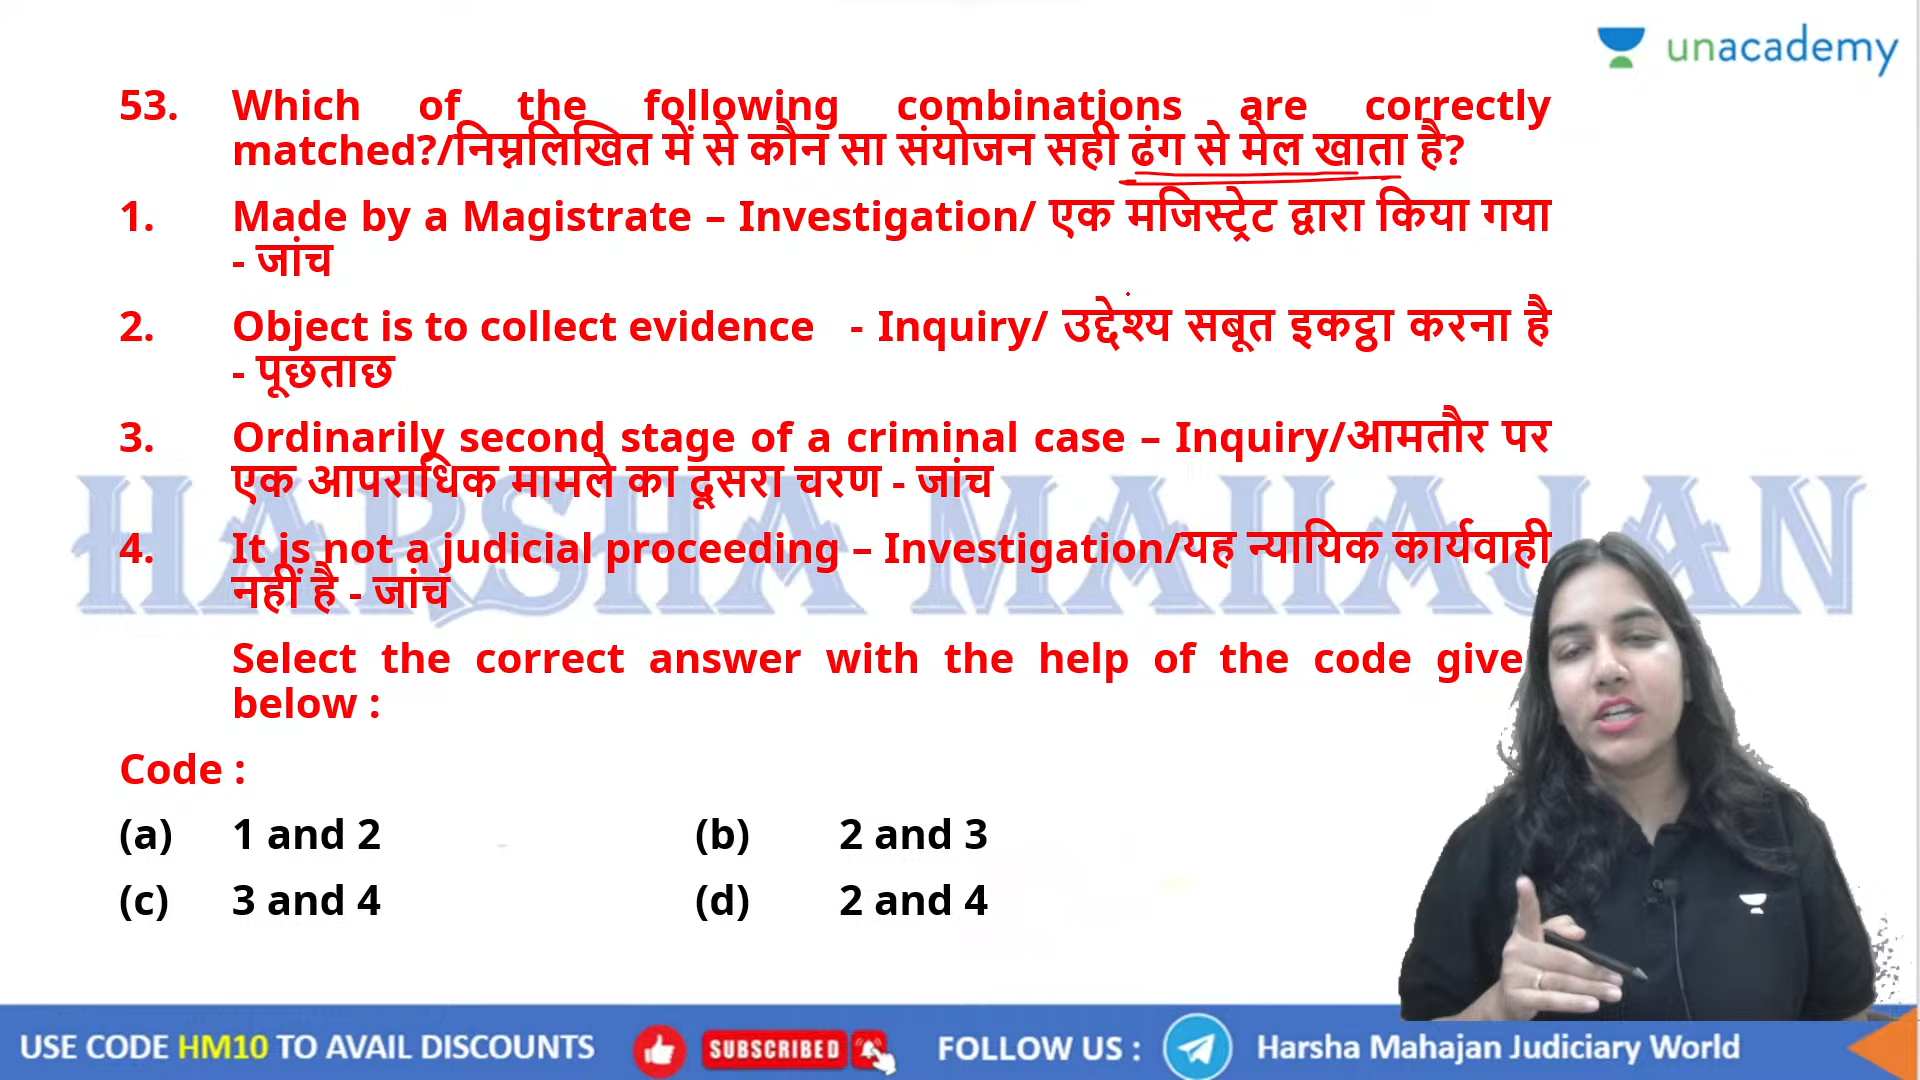 unacademy
53. Which of the following combinations are correctly
matched?/निम्नलिखित में से कौन सा संयोजन सही ढंग से मेल खाता है?
1. Made by a Magistrate – Investigation/ एक मजिस्ट्रेट द्वारा किया गया
- जांच
2. Object is to collect evidence - Inquiry/ उद्देश्य सबूत इकट्ठा करना है
- पूछताछ
3. Ordinarily second stage of a criminal case – Inquiry/आमतौर पर
एक आपराधिक मामले का दूसरा चरण - जांच
4. It is not a judicial proceeding – Investigation/यह न्यायिक कार्यवाही
नहीं है - जांच
HARSHA MAHAJAN
Select the correct answer with the help of the code give
below :
Code :
(a) 1 and 2 (b) 2 and 3
(c) 3 and 4 (d) 2 and 4
USE CODE HM10 TO AVAIL DISCOUNTS SUBSCRIBED FOLLOW US : Harsha Mahajan Judiciary World